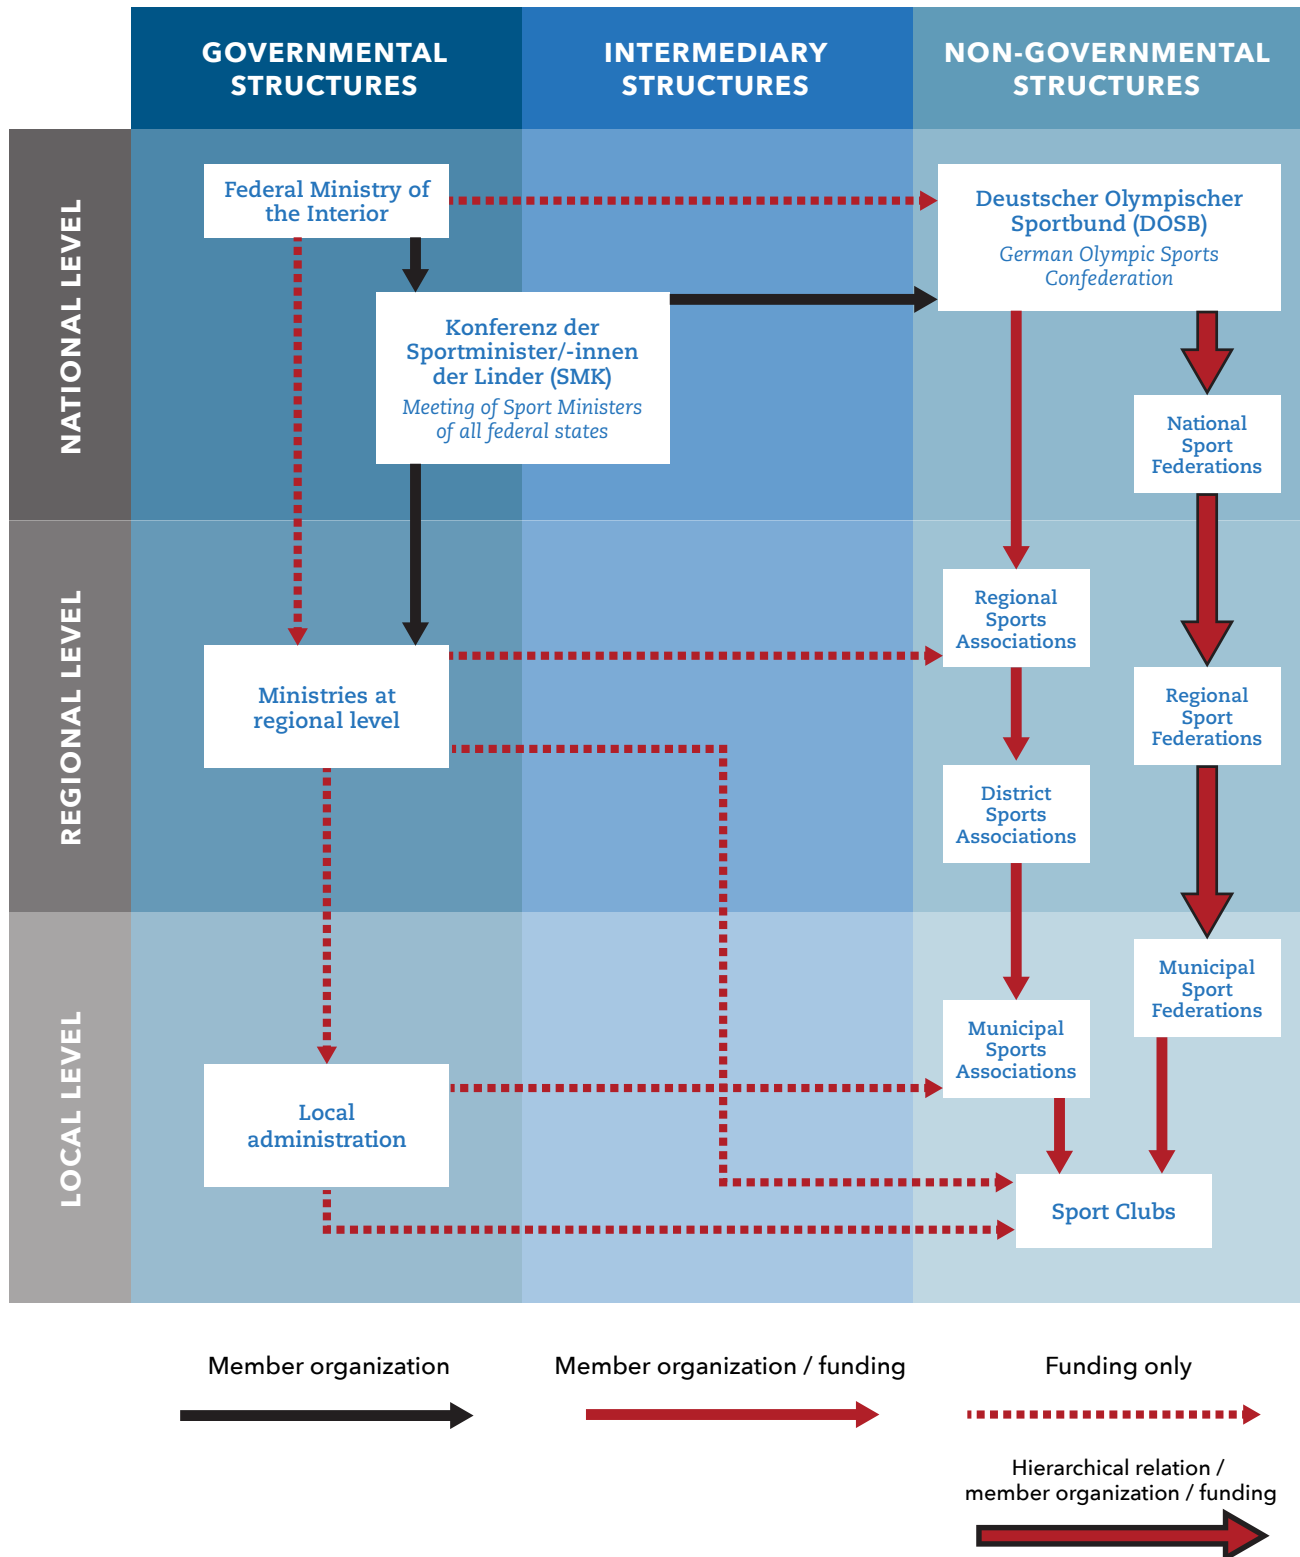 GOVERNMENTAL
STRUCTURES
INTERMEDIARY
STRUCTURES
NON-GOVERNMENTAL
STRUCTURES
NATIONAL LEVEL
Federal Ministry of
the Interior
Deustscher Olympischer
Sportbund (DOSB)
German Olympic Sports
Confederation
Konferenz der
Sportminister/-innen
der Linder (SMK)
Meeting of Sport Ministers
of all federal states
National
Sport
Federations
REGIONAL LEVEL
Regional
Sports
Associations
Ministries at
regional level
Regional
Sport
Federations
District
Sports
Associations
LOCAL LEVEL
Municipal
Sport
Federations
Municipal
Sports
Associations
Local
administration
Sport Clubs
Member organization
Member organization / funding
Funding only
Hierarchical relation /
member organization / funding